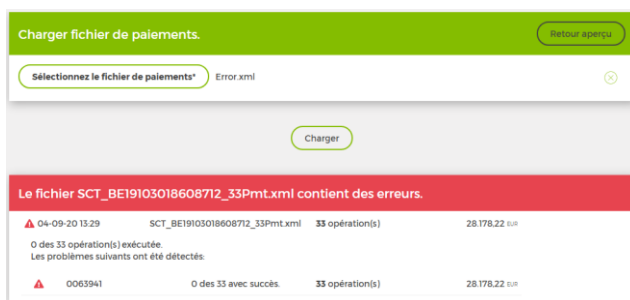 Charger fichier de paiements.
Retour aperçu
Sélectionnez le fichier de paiements*
Error.xml
Charger
Le fichier SCT_BE19103018608712_33Pmt.xml contient des erreurs.
04-09-20 13:29 SCT_BE19103018608712_33Pmt.xml 33 opération(s) 28.178,22 EUR
0 des 33 opération(s) exécutée.
Les problèmes suivants ont été détectés:
0063941 0 des 33 avec succès. 33 opération(s) 28.178,22 EUR